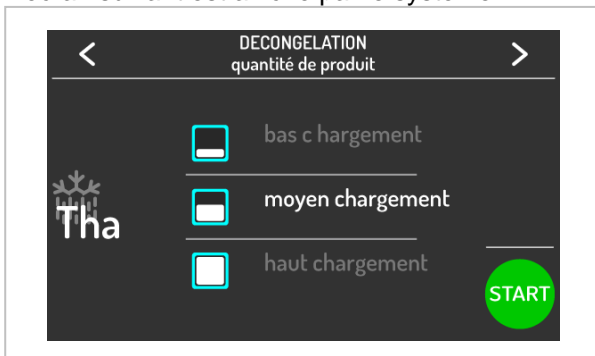 DECONGELATION
quantité de produit
bas c hargement
moyen chargement
Tha
haut chargement
START